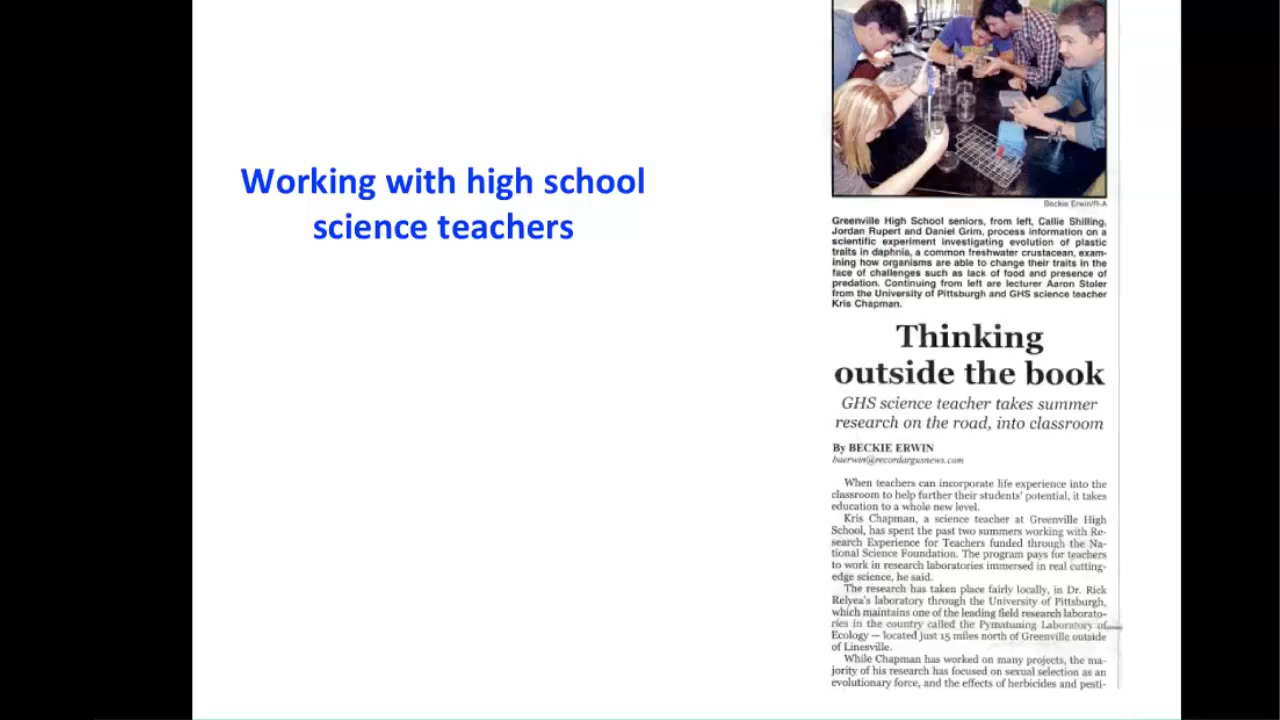 Working with high school
science teachers
Beckie Erwin/R-A
Greenville High School seniors, from left, Callie Shilling,
Jordan Rupert and Daniel Grim, process information on a
scientific experiment investigating evolution of plastic
traits in daphnia, a common freshwater crustacean, exam-
ining how organisms are able to change their traits in the
face of challenges such as lack of food and presence of
predation. Continuing from left are lecturer Aaron Stoler
from the University of Pittsburgh and GHS science teacher
Kris Chapman.
Thinking
outside the book
GHS science teacher takes summer
research on the road, into classroom
By BECKIE ERWIN
baerwin@recordargusnews.com
When teachers can incorporate life experience into the
classroom to help further their students' potential, it takes
education to a whole new level.
Kris Chapman, a science teacher at Greenville High
School, has spent the past two summers working with Re-
search Experience for Teachers funded through the Na-
tional Science Foundation. The program pays for teachers
to work in research laboratories immersed in real cutting-
edge science, he said.
The research has taken place fairly locally, in Dr. Rick
Relyea's laboratory through the University of Pittsburgh,
which maintains one of the leading field research laborato-
ries in the country called the Pymatuning Laboratory of
Ecology — located just 15 miles north of Greenville outside
of Linesville.
While Chapman has worked on many projects, the ma-
jority of his research has focused on sexual selection as an
evolutionary force, and the effects of herbicides and pesti-